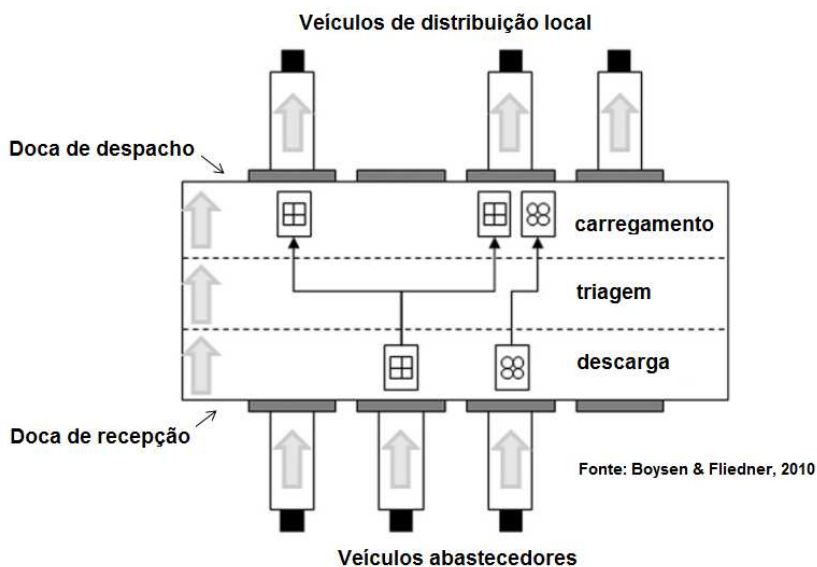 Veículos de distribuição local
Doca de despacho
carregamento
triagem
descarga
Doca de recepção
Fonte: Boysen & Fliedner, 2010
Veículos abastecedores